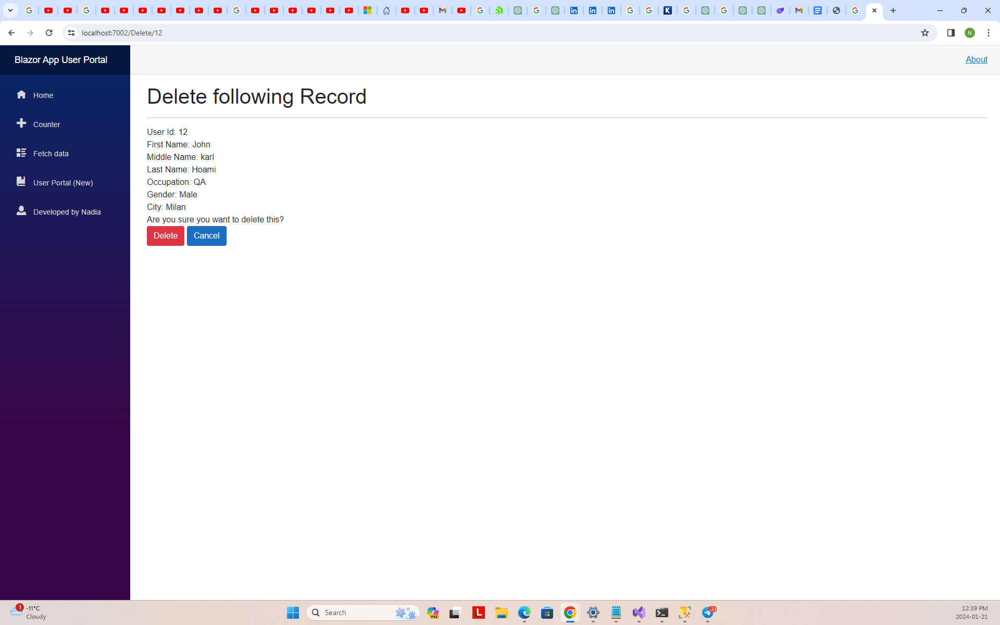 localhost:7002/Delete/12
N
Blazor App User Portal
About
Home
Counter
Fetch data
User Portal (New)
Developed by Nadia
Delete following Record
User Id: 12
First Name: John
Middle Name: karl
Last Name: Hoami
Occupation: QA
Gender: Male
City: Milan
Are you sure you want to delete this?
Delete Cancel
1
-11°C
Cloudy
Search
PRE
L
..23
12:39 PM
2024-01-21